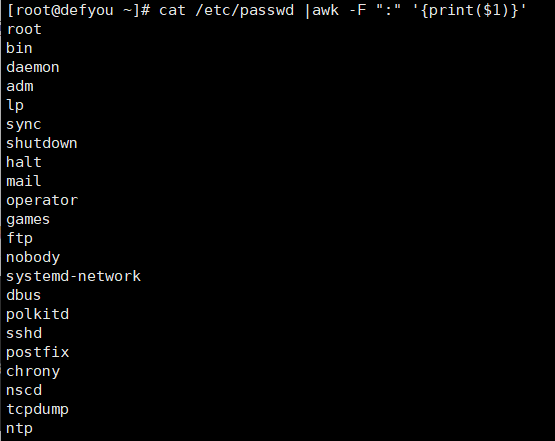 [root@defyou ~]# cat /etc/passwd |awk -F ":" '{print($1)}'
root
bin
daemon
adm
lp
sync
shutdown
halt
mail
operator
games
ftp
nobody
systemd-network
dbus
polkitd
sshd
postfix
chrony
nscd
tcpdump
ntp